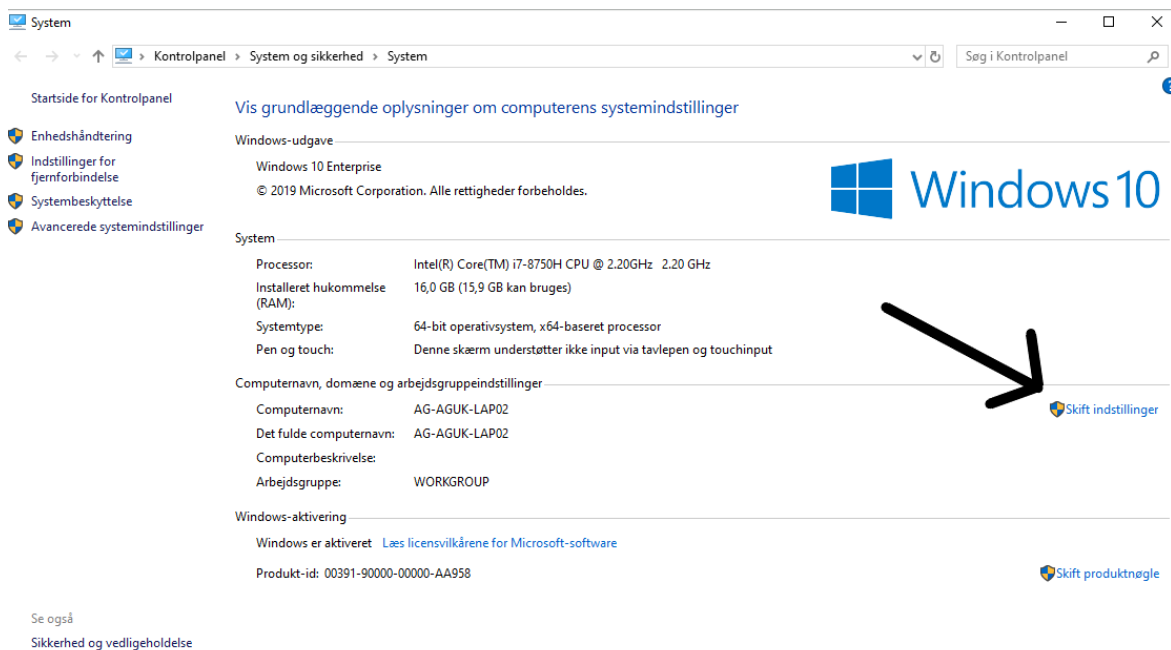 System
Kontrolpanel > System og sikkerhed > System
Søg i Kontrolpanel
Startside for Kontrolpanel
Enhedshåndtering
Indstillinger for
fjernforbindelse
Systembeskyttelse
Avancerede systemindstillinger
Se også
Sikkerhed og vedligeholdelse
Vis grundlæggende oplysninger om computerens systemindstillinger
Windows-udgave
Windows 10 Enterprise
© 2019 Microsoft Corporation. Alle rettigheder forbeholdes.
Windows 10
System
Processor: Intel(R) Core(TM) i7-8750H CPU @ 2.20GHz 2.20 GHz
Installeret hukommelse 16,0 GB (15,9 GB kan bruges)
(RAM):
Systemtype: 64-bit operativsystem, x64-baseret processor
Pen og touch: Denne skærm understøtter ikke input via tavlepen og touchinput
Computernavn, domæne og arbejdsgruppeindstillinger
Computernavn: AG-AGUK-LAP02 Skift indstillinger
Det fulde computernavn: AG-AGUK-LAP02
Computerbeskrivelse:
Arbejdsgruppe: WORKGROUP
Windows-aktivering
Windows er aktiveret Læs licensvilkårene for Microsoft-software
Produkt-id: 00391-90000-00000-AA958 Skift produktnøgle